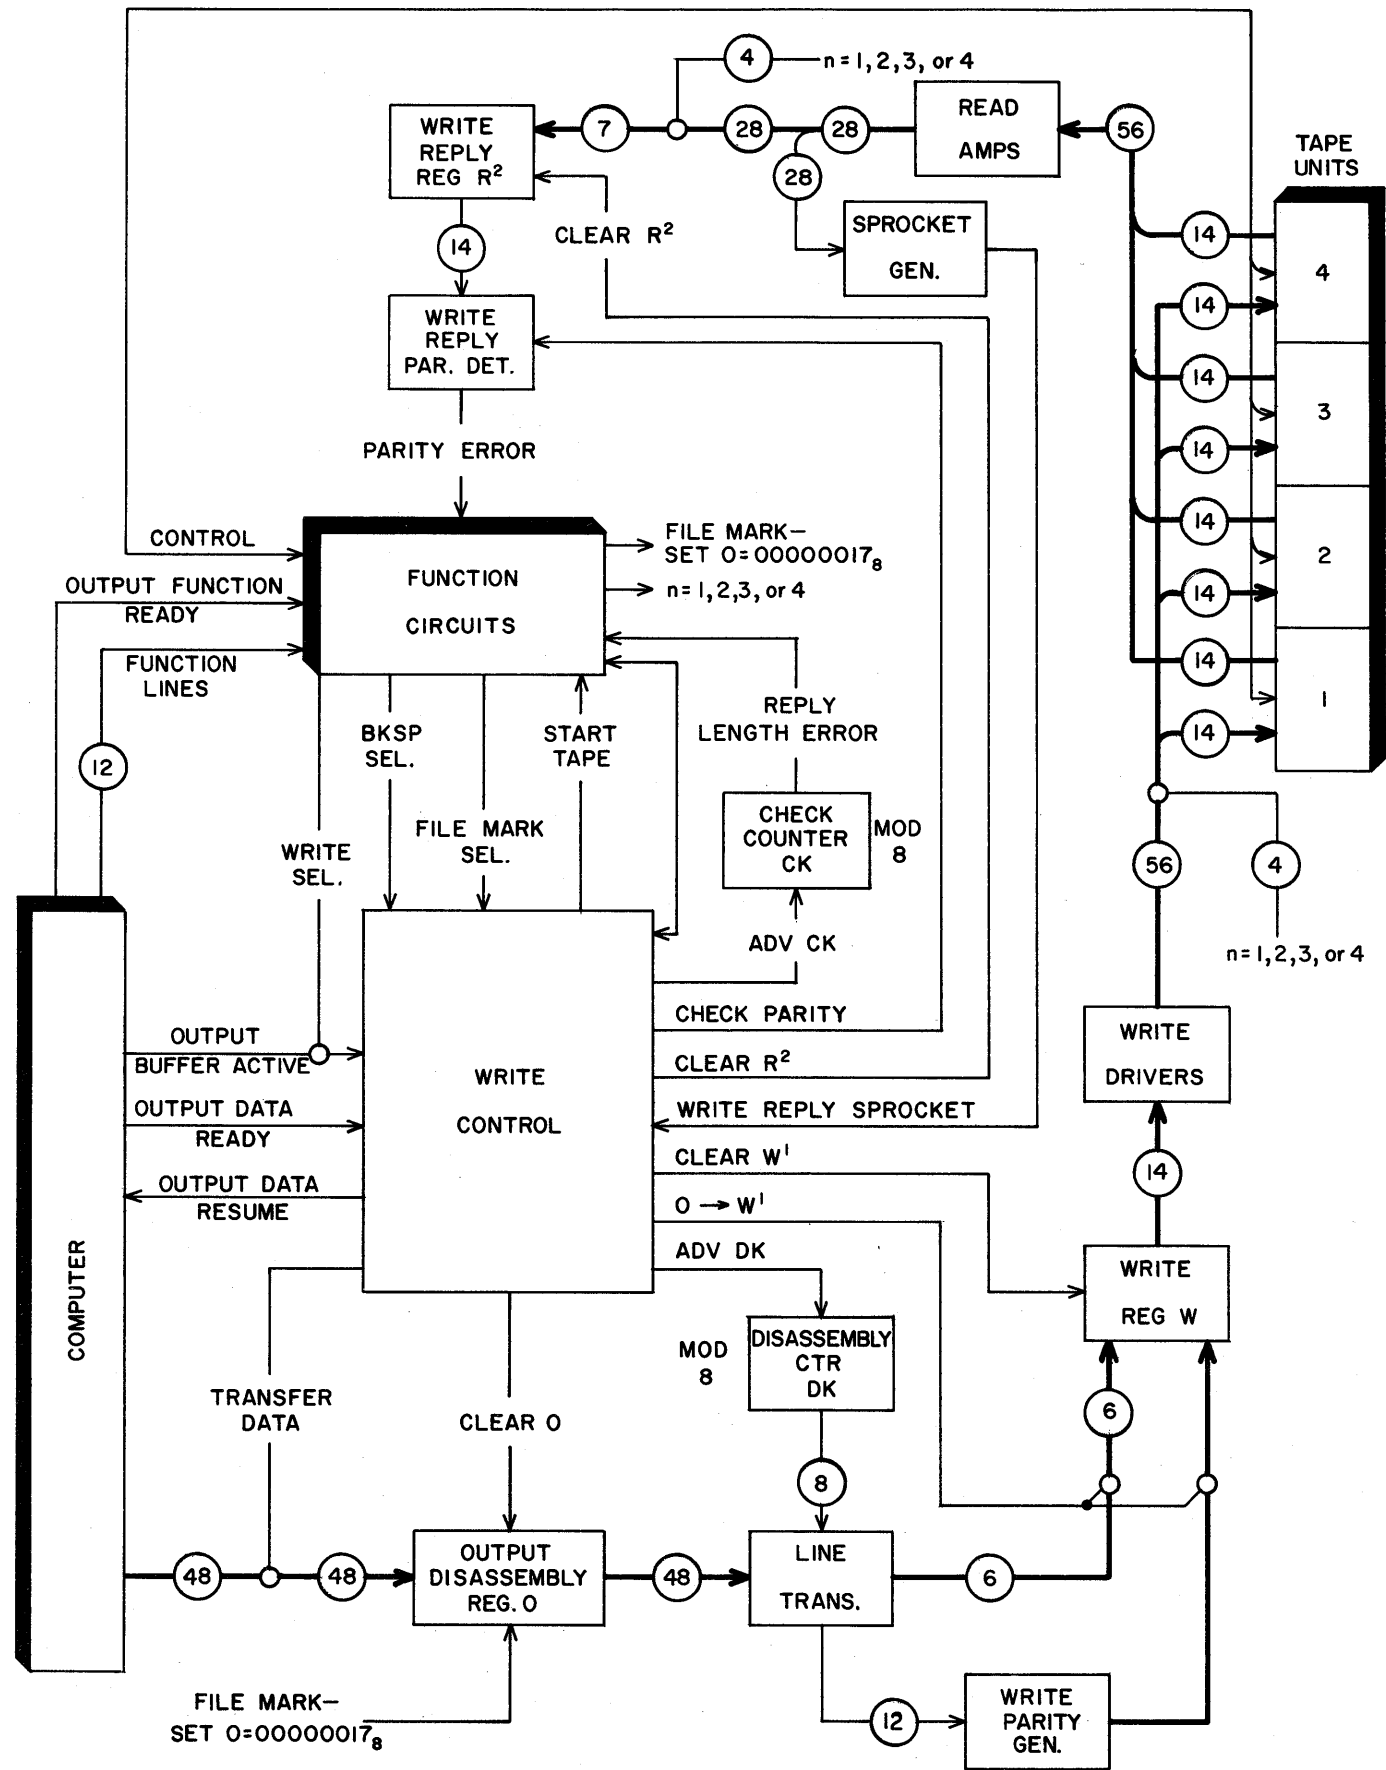 4
n=1,2,3, or 4
WRITE
REPLY
REG R²
7
28
28
READ
AMPS
56
TAPE
UNITS
28
CLEAR R²
14
SPROCKET
GEN.
14
4
14
WRITE
REPLY
PAR. DET.
14
3
14
PARITY ERROR
CONTROL
FILE MARK–
SET O=00000017₈
14
2
OUTPUT FUNCTION
READY
FUNCTION
CIRCUITS
n=1,2,3, or 4
14
FUNCTION
LINES
14
1
BKSP
SEL.
START
TAPE
REPLY
LENGTH ERROR
14
12
FILE MARK
SEL.
CHECK
COUNTER
CK
MOD
8
WRITE
SEL.
56
4
ADV CK
n=1,2,3, or 4
CHECK PARITY
OUTPUT
BUFFER ACTIVE
WRITE
CONTROL
CLEAR R²
WRITE
DRIVERS
OUTPUT DATA
READY
WRITE REPLY SPROCKET
CLEAR W¹
14
OUTPUT DATA
RESUME
O → W¹
ADV DK
WRITE
REG W
COMPUTER
MOD
8
DISASSEMBLY
CTR
DK
TRANSFER
DATA
CLEAR O
6
8
48
48
OUTPUT
DISASSEMBLY
REG. O
48
LINE
TRANS.
6
FILE MARK–
SET O=00000017₈
12
WRITE
PARITY
GEN.